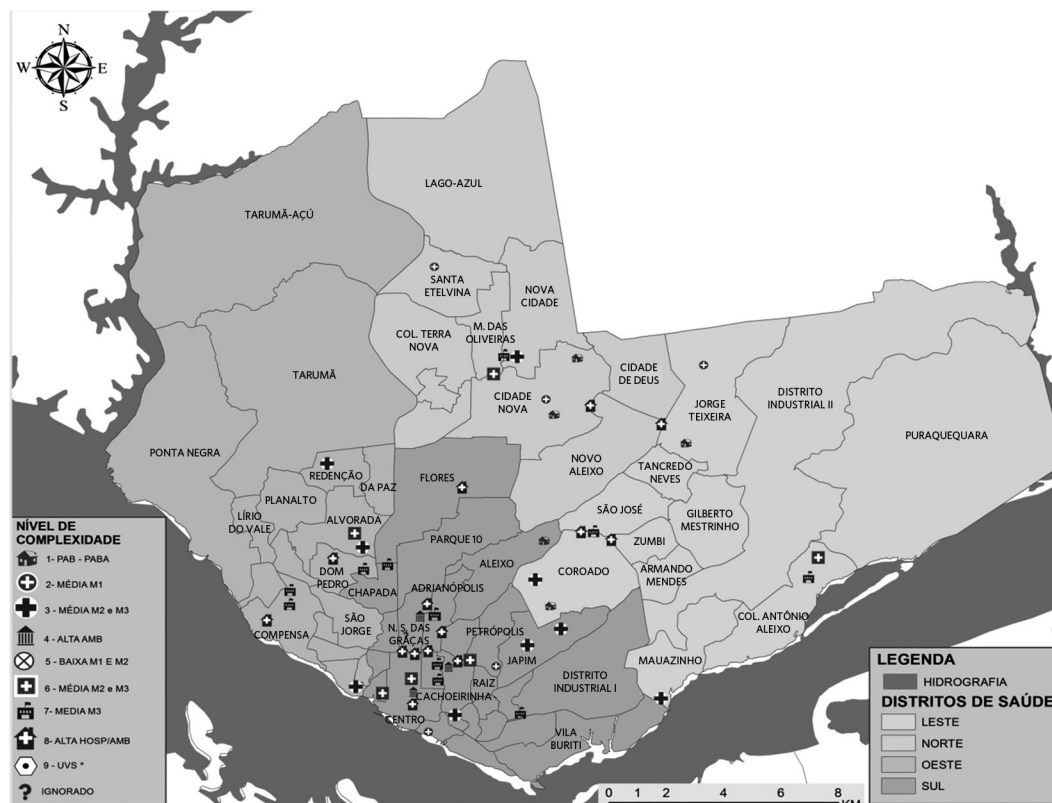 N
W E
S
LAGO-AZUL
TARUMÃ-AÇÚ
SANTA
ETELVINA
NOVA
CIDADE
COL. TERRA
NOVA
M. DAS
OLIVEIRAS
TARUMÃ
CIDADE
DE DEUS
CIDADE
NOVA
JORGE
TEIXEIRA
DISTRITO
INDUSTRIAL II
PURAQUEQUARA
PONTA NEGRA
REDENÇÃO
DA PAZ
FLORES
NOVO
ALEIXO
TANCREDO
NEVES
PLANALTO
LÍRIO
DO VALE
ALVORADA
SÃO JOSÉ
GILBERTO
MESTRINHO
PARQUE 10
ZUMBI
DOM
PEDRO
CHAPADA
ALEIXO
COROADO
ARMANDO
MENDES
ADRIANÓPOLIS
COMPENSA
SÃO
JORGE
N. S. DAS
GRAÇAS
PETRÓPOLIS
COL. ANTÔNIO
ALEIXO
JAPIM
MAUAZINHO
RAIZ
DISTRITO
INDUSTRIAL I
CACHOEIRINHA
CENTRO
VILA
BURITI
NÍVEL DE
COMPLEXIDADE
1- PAB - PABA
2- MÉDIA M1
3 - MÉDIA M2 e M3
4 - ALTA AMB
5 - BAIXA M1 E M2
6 - MÉDIA M2 e M3
7- MEDIA M3
8- ALTA HOSP/AMB
9 - UVS *
IGNORADO
LEGENDA
HIDROGRAFIA
DISTRITOS DE SAÚDE
LESTE
NORTE
OESTE
SUL
0 2 4 6 8
KM